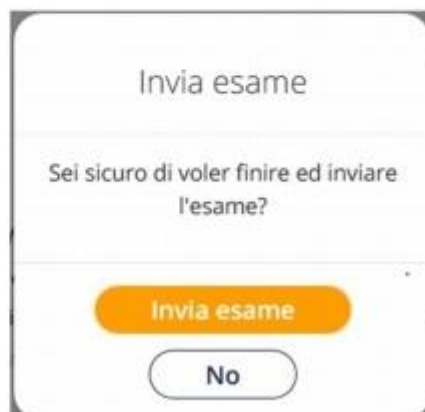 Invia esame
Sei sicuro di voler finire ed inviare
l'esame?
Invia esame
No